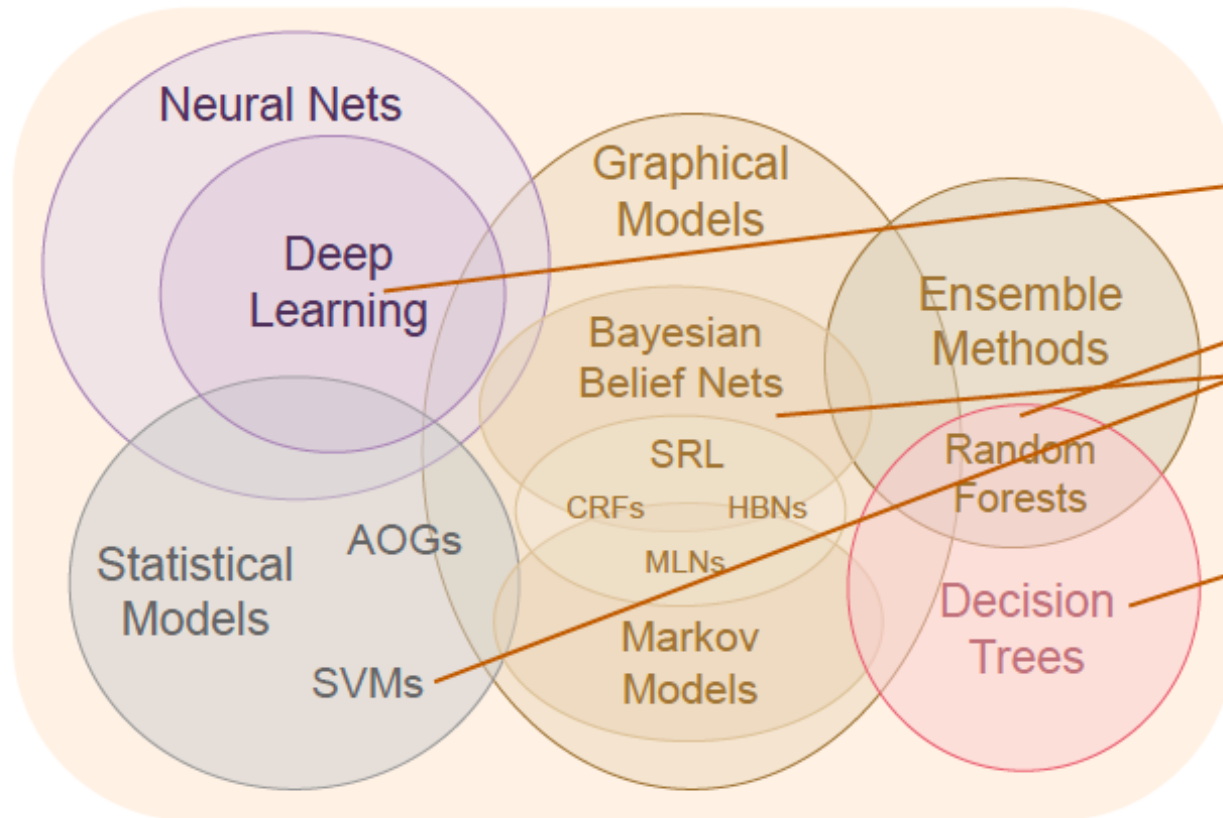 Neural Nets
Deep
Learning
Graphical
Models
Ensemble
Methods
Bayesian
Belief Nets
SRL
CRFs
HBNs
MLNs
Random
Forests
AOGs
Statistical
Models
SVMs
Markov
Models
Decision
Trees